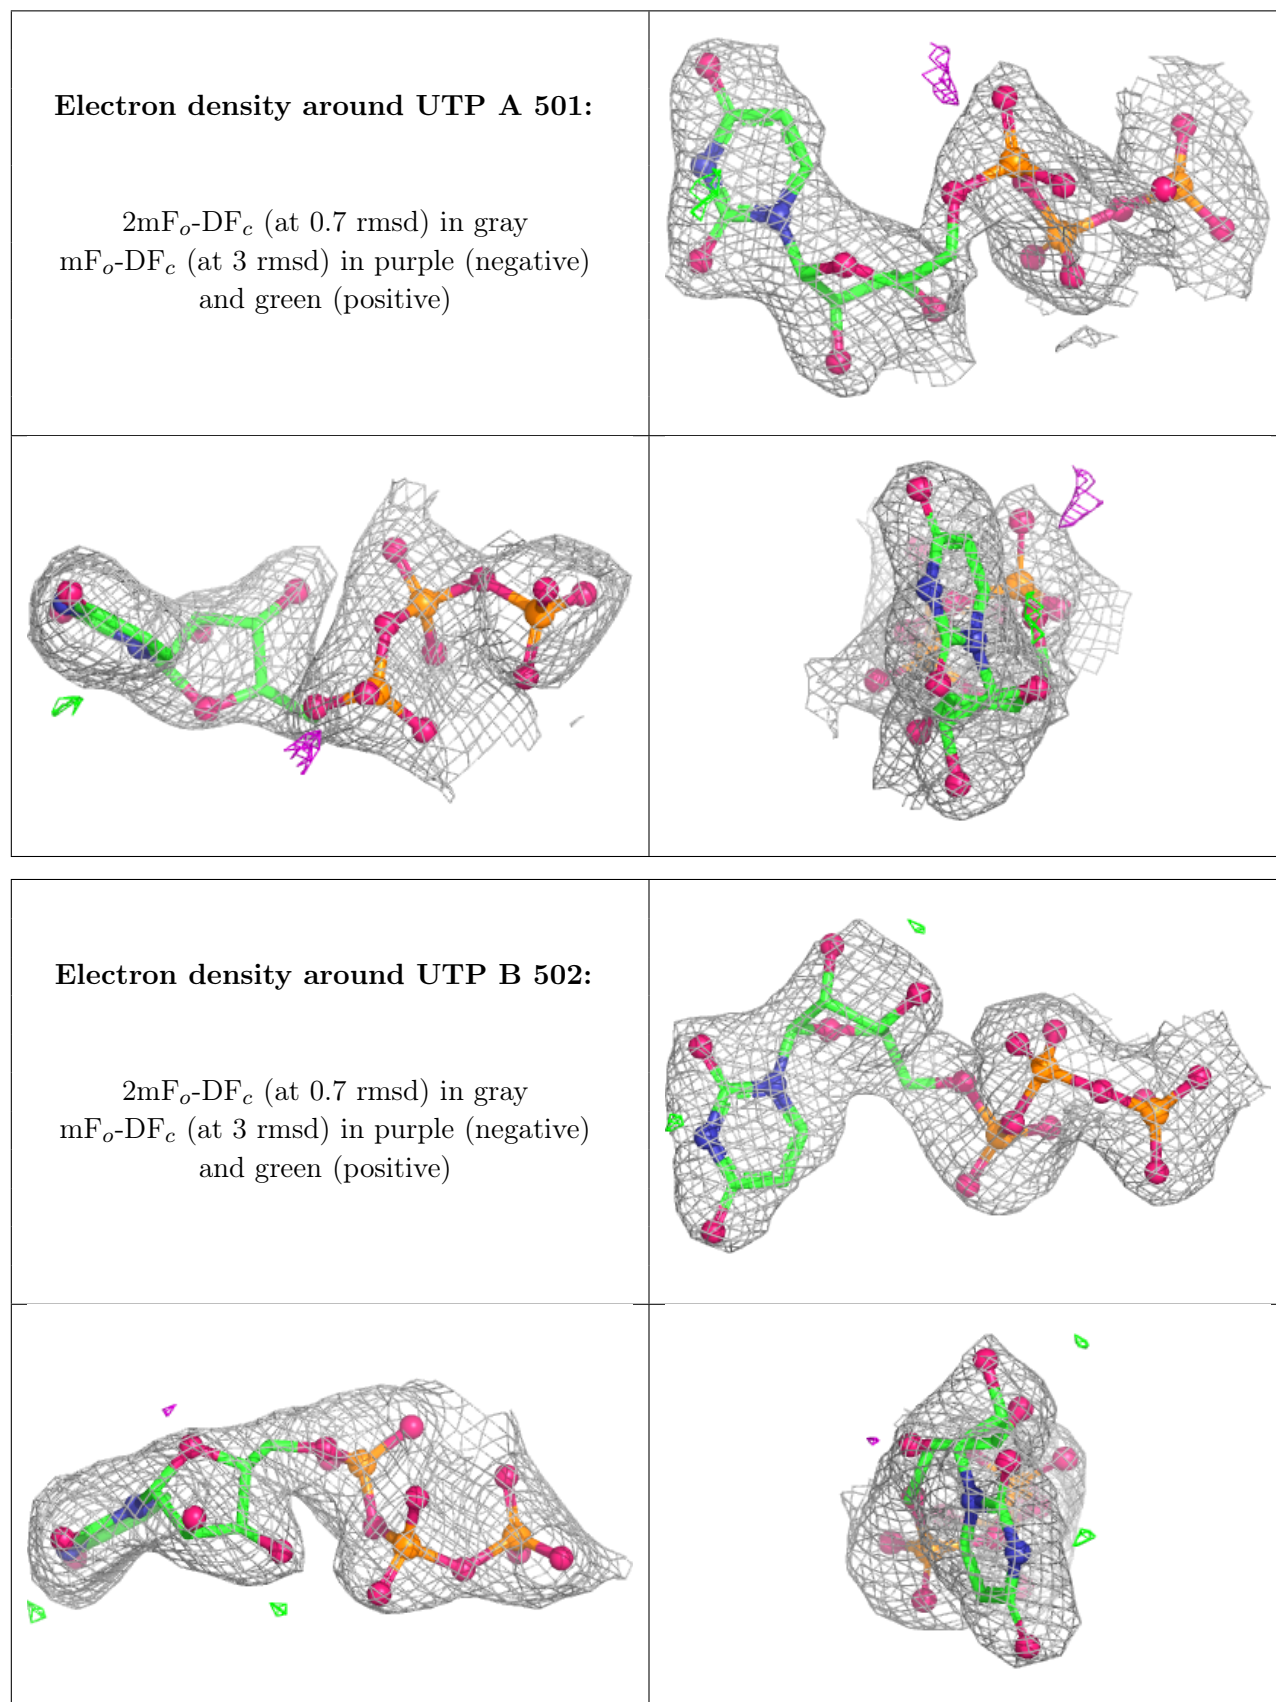 Electron density around UTP A 501:
2mFo-DFc (at 0.7 rmsd) in gray
mFo-DFc (at 3 rmsd) in purple (negative)
and green (positive)
Electron density around UTP B 502:
2mFo-DFc (at 0.7 rmsd) in gray
mFo-DFc (at 3 rmsd) in purple (negative)
and green (positive)